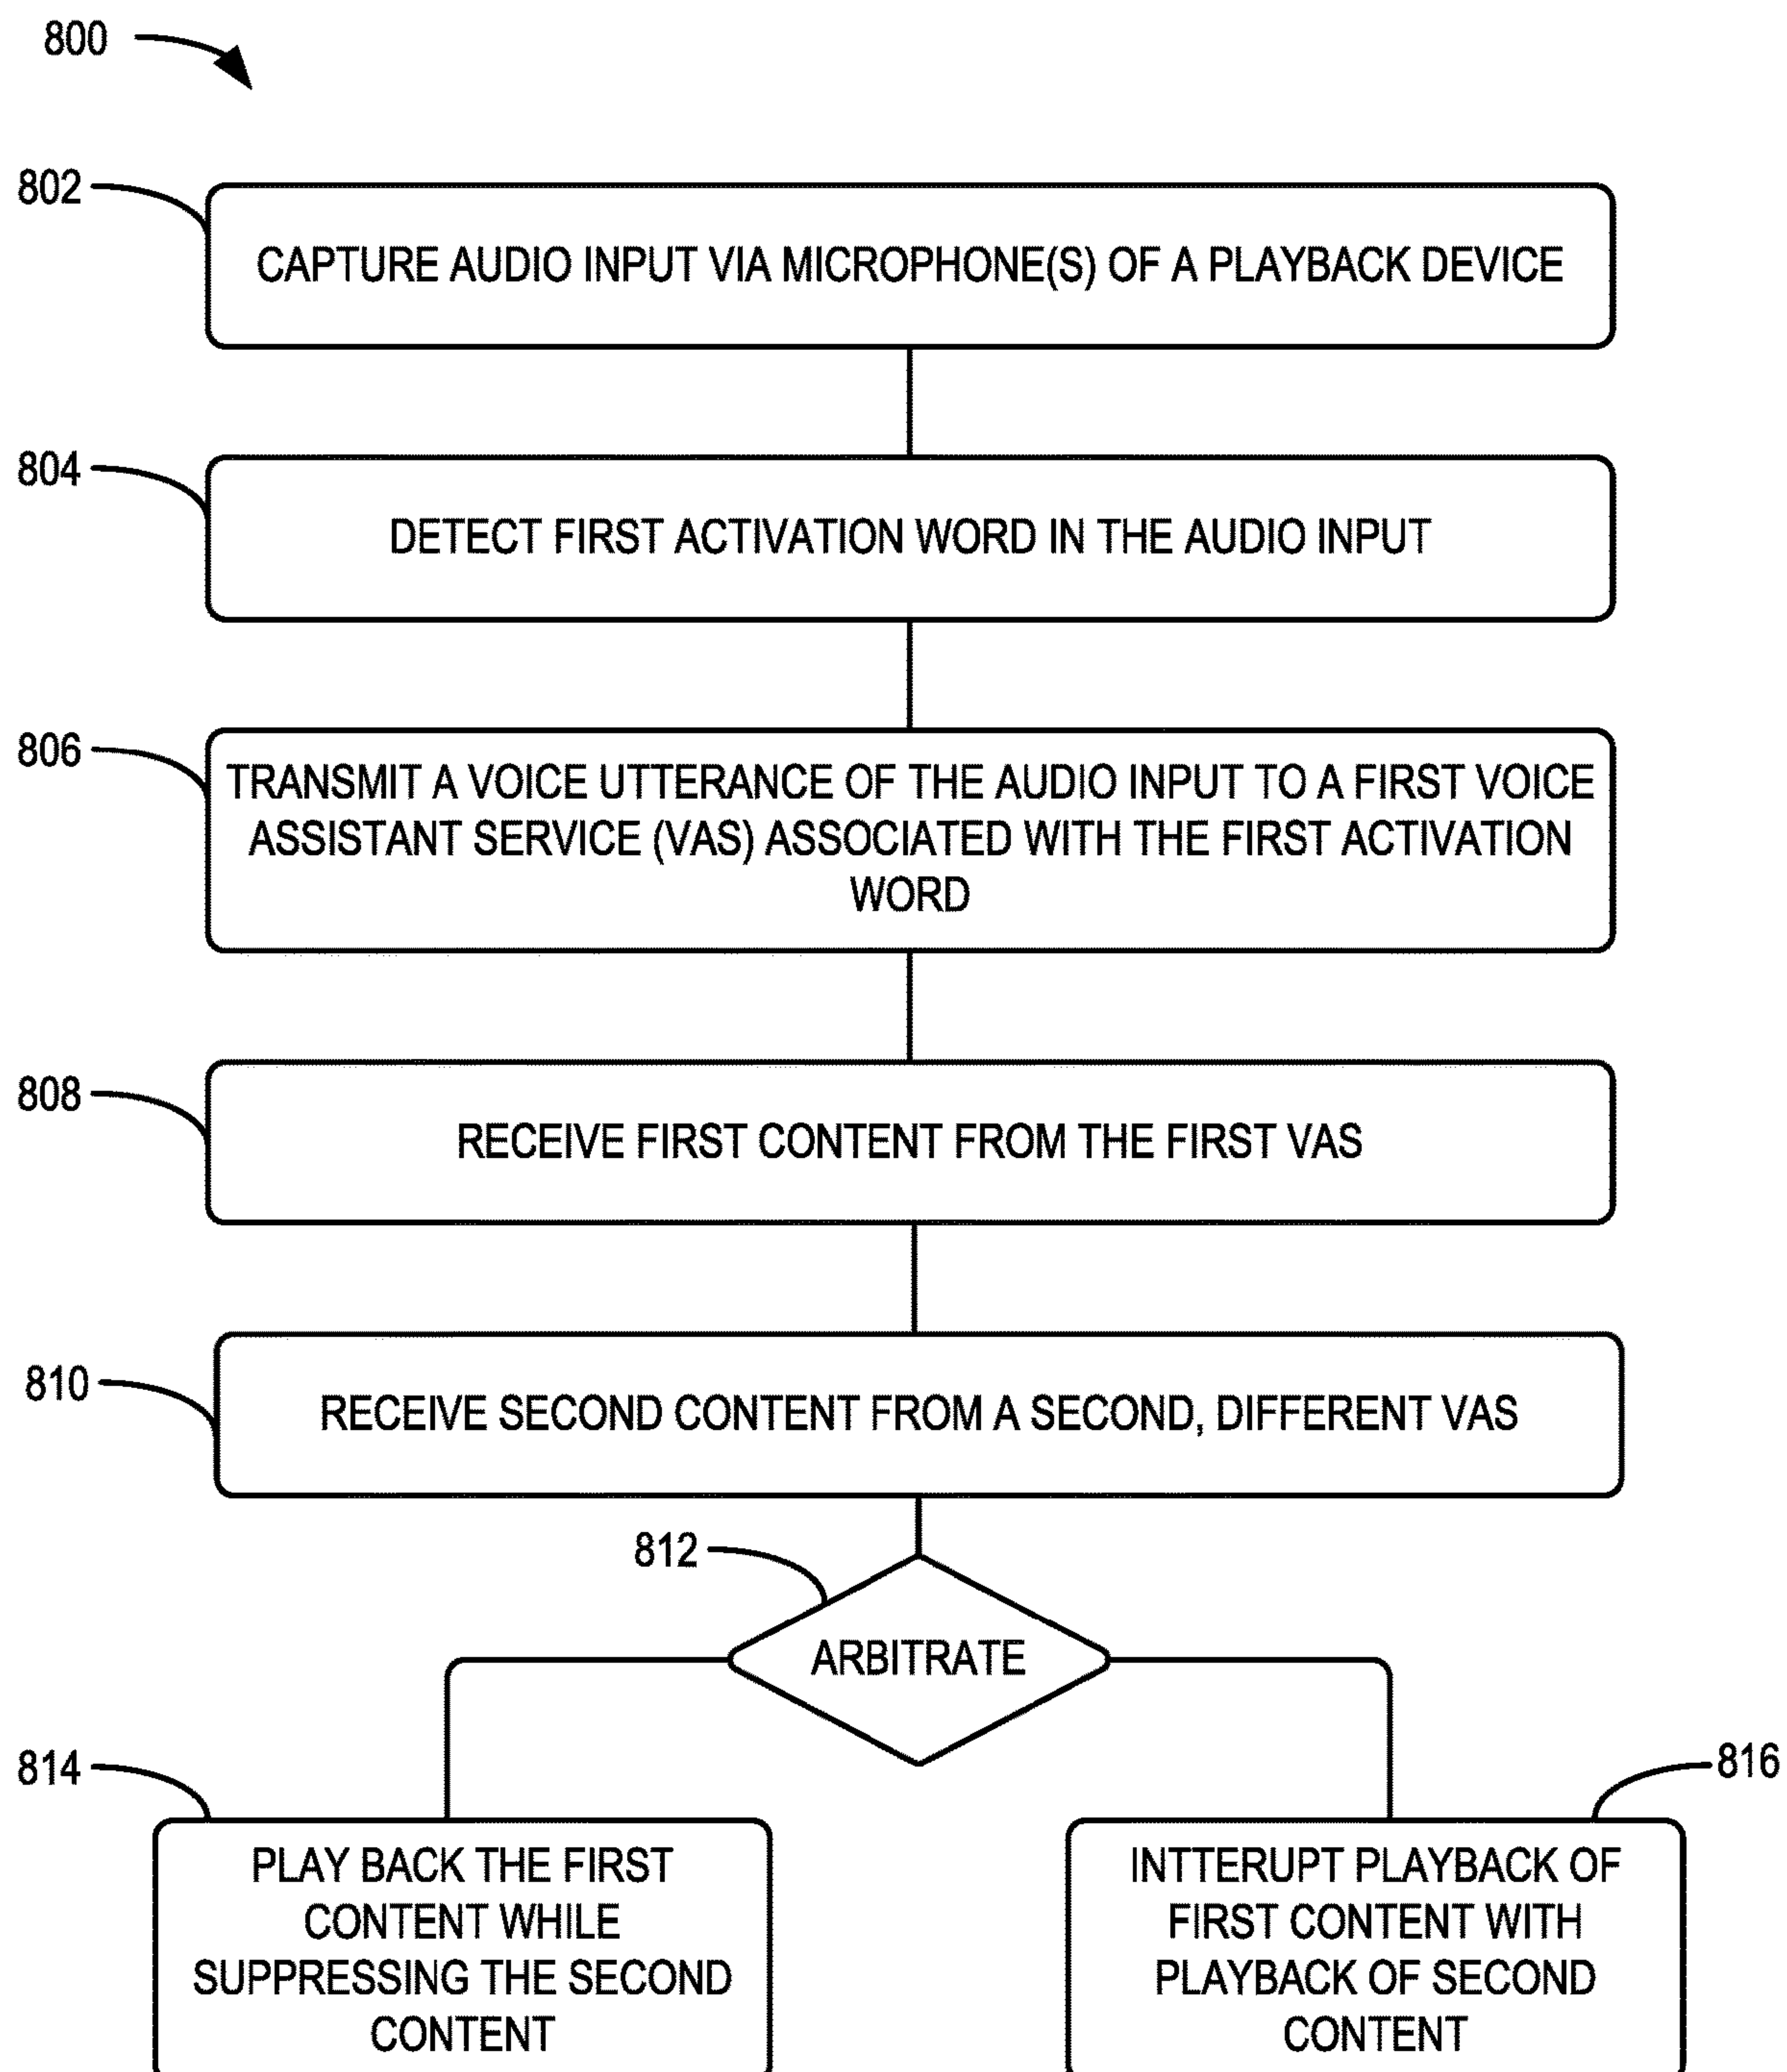 800
802
CAPTURE AUDIO INPUT VIA MICROPHONE(S) OF A PLAYBACK DEVICE
804
DETECT FIRST ACTIVATION WORD IN THE AUDIO INPUT
806
TRANSMIT A VOICE UTTERANCE OF THE AUDIO INPUT TO A FIRST VOICE
ASSISTANT SERVICE (VAS) ASSOCIATED WITH THE FIRST ACTIVATION
WORD
808
RECEIVE FIRST CONTENT FROM THE FIRST VAS
810
RECEIVE SECOND CONTENT FROM A SECOND, DIFFERENT VAS
812
ARBITRATE
814
PLAY BACK THE FIRST
CONTENT WHILE
SUPPRESSING THE SECOND
CONTENT
816
INTTERUPT PLAYBACK OF
FIRST CONTENT WITH
PLAYBACK OF SECOND
CONTENT